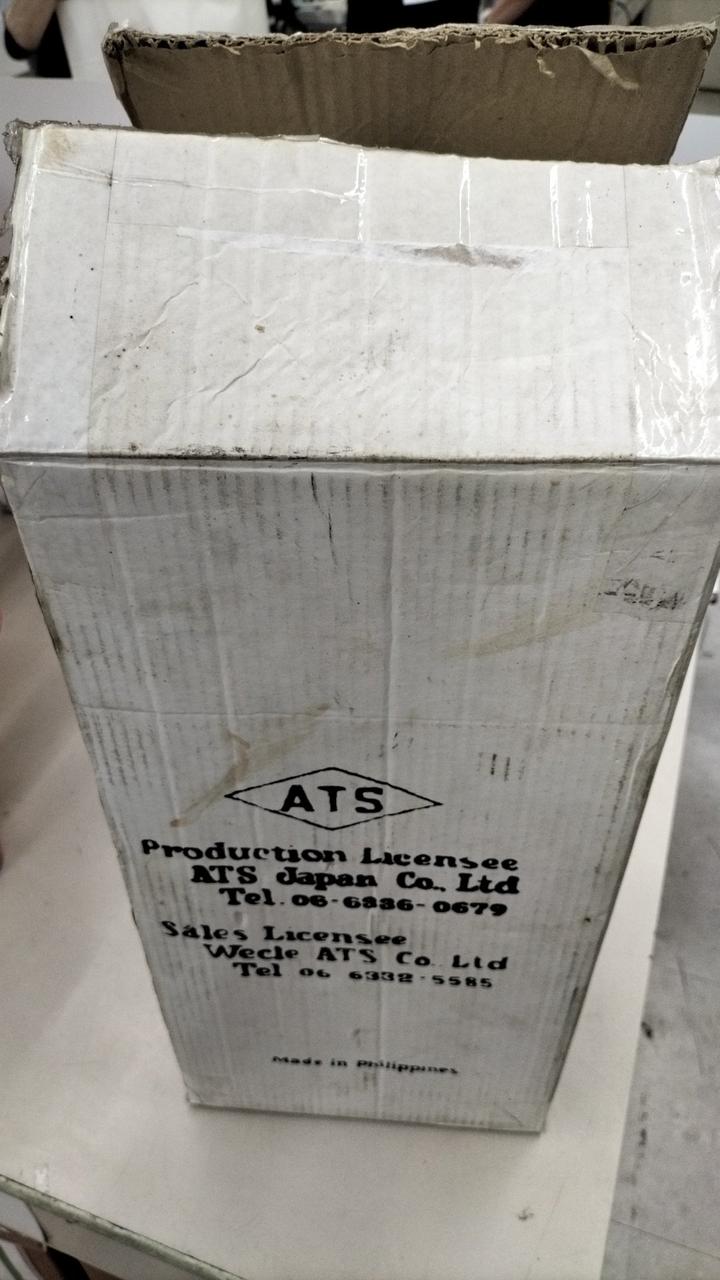 ATS
Production Licensee
ATS Japan Co., Ltd
Tel. 06-6336-0679
Sales Licensee
Wecle ATS Co. Ltd
Tel 06 6332-5585
Made in Philippines